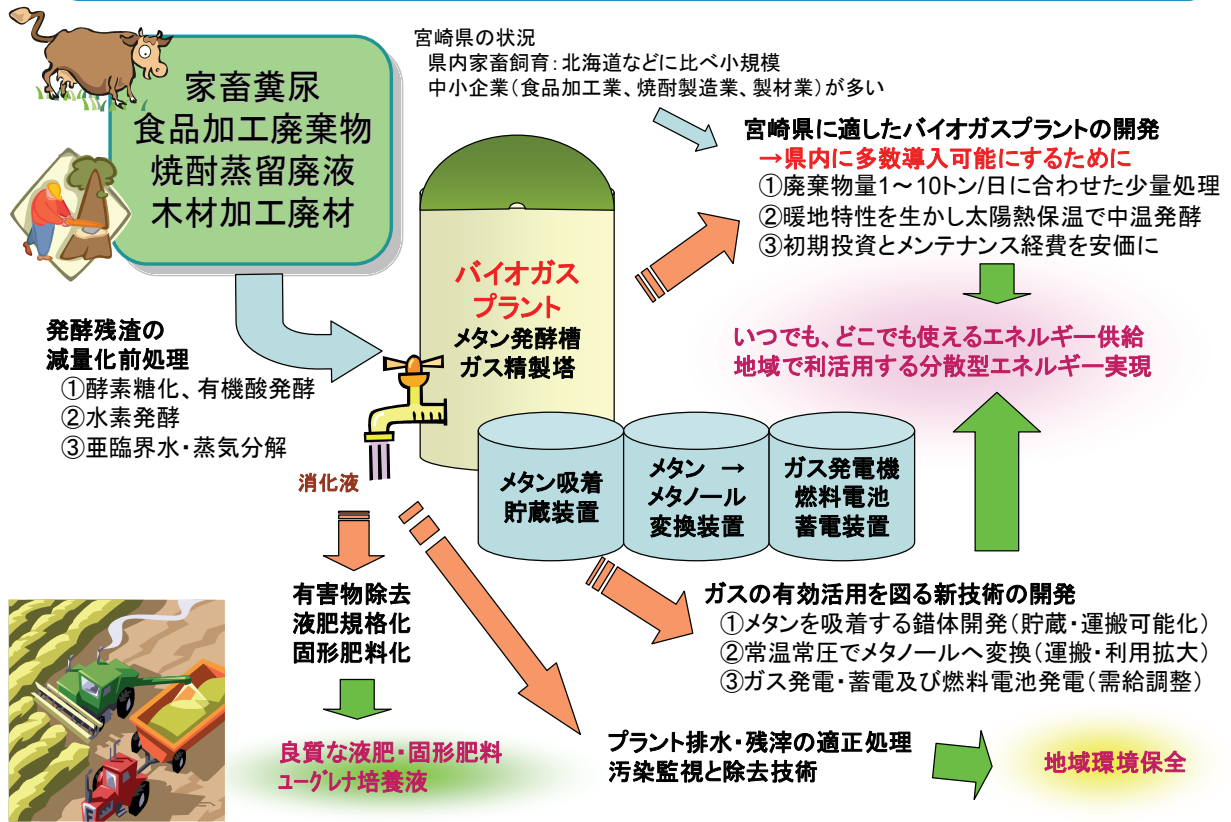 宮崎県の状況
県内家畜飼育：北海道などに比べ小規模
中小企業（食品加工業、焼酎製造業、製材業）が多い
家畜糞尿
食品加工廃棄物
焼酎蒸留廃液
木材加工廃材
宮崎県に適したバイオガスプラントの開発
→県内に多数導入可能にするために
①廃棄物量1～10トン/日に合わせた少量処理
②暖地特性を生かし太陽熱保温で中温発酵
③初期投資とメンテナンス経費を安価に
バイオガス
プラント
メタン発酵槽
ガス精製塔
発酵残渣の
減量化前処理
①酵素糖化、有機酸発酵
②水素発酵
③亜臨界水・蒸気分解
いつでも、どこでも使えるエネルギー供給
地域で利活用する分散型エネルギー実現
消化液
メタン吸着
貯蔵装置
メタン →
メタノール
変換装置
ガス発電機
燃料電池
蓄電装置
有害物除去
液肥規格化
固形肥料化
ガスの有効活用を図る新技術の開発
①メタンを吸着する錯体開発（貯蔵・運搬可能化）
②常温常圧でメタノールへ変換（運搬・利用拡大）
③ガス発電・蓄電及び燃料電池発電（需給調整）
良質な液肥・固形肥料
ユーグレナ培養液
プラント排水・残滓の適正処理
汚染監視と除去技術
地域環境保全